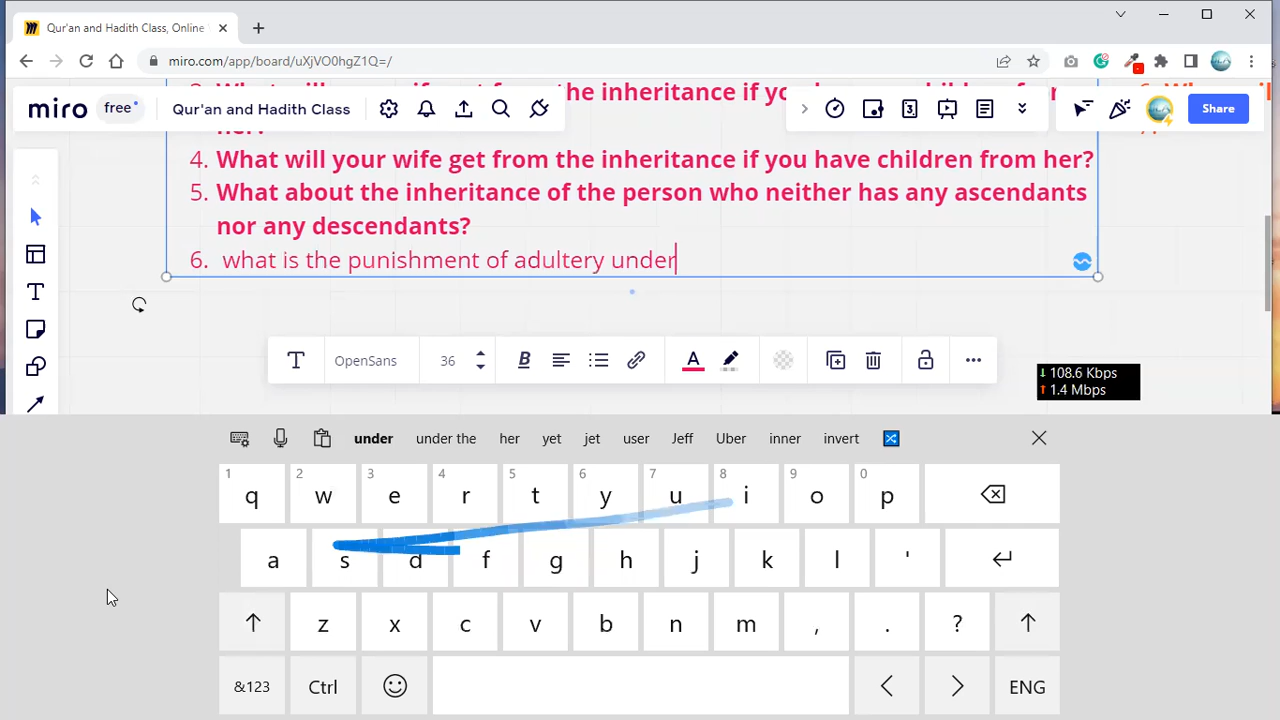 Qur'an and Hadith Class, Online
miro.com/app/board/uXjVO0hgZ1Q=/
miro free Qur'an and Hadith Class
Share
the inheritance if
her?
4. What will your wife get from the inheritance if you have children from her?
5. What about the inheritance of the person who neither has any ascendants
nor any descendants?
6. what is the punishment of adultery under
T OpenSans 36 B A
108.6 Kbps
1.4 Mbps
under under the her yet jet user Jeff Uber inner invert
1 2 3 4 5 6 7 8 9 0
q w e r t y u i o p
a s d f g h j k l '
z x c v b n m , . ?
&123 Ctrl ENG